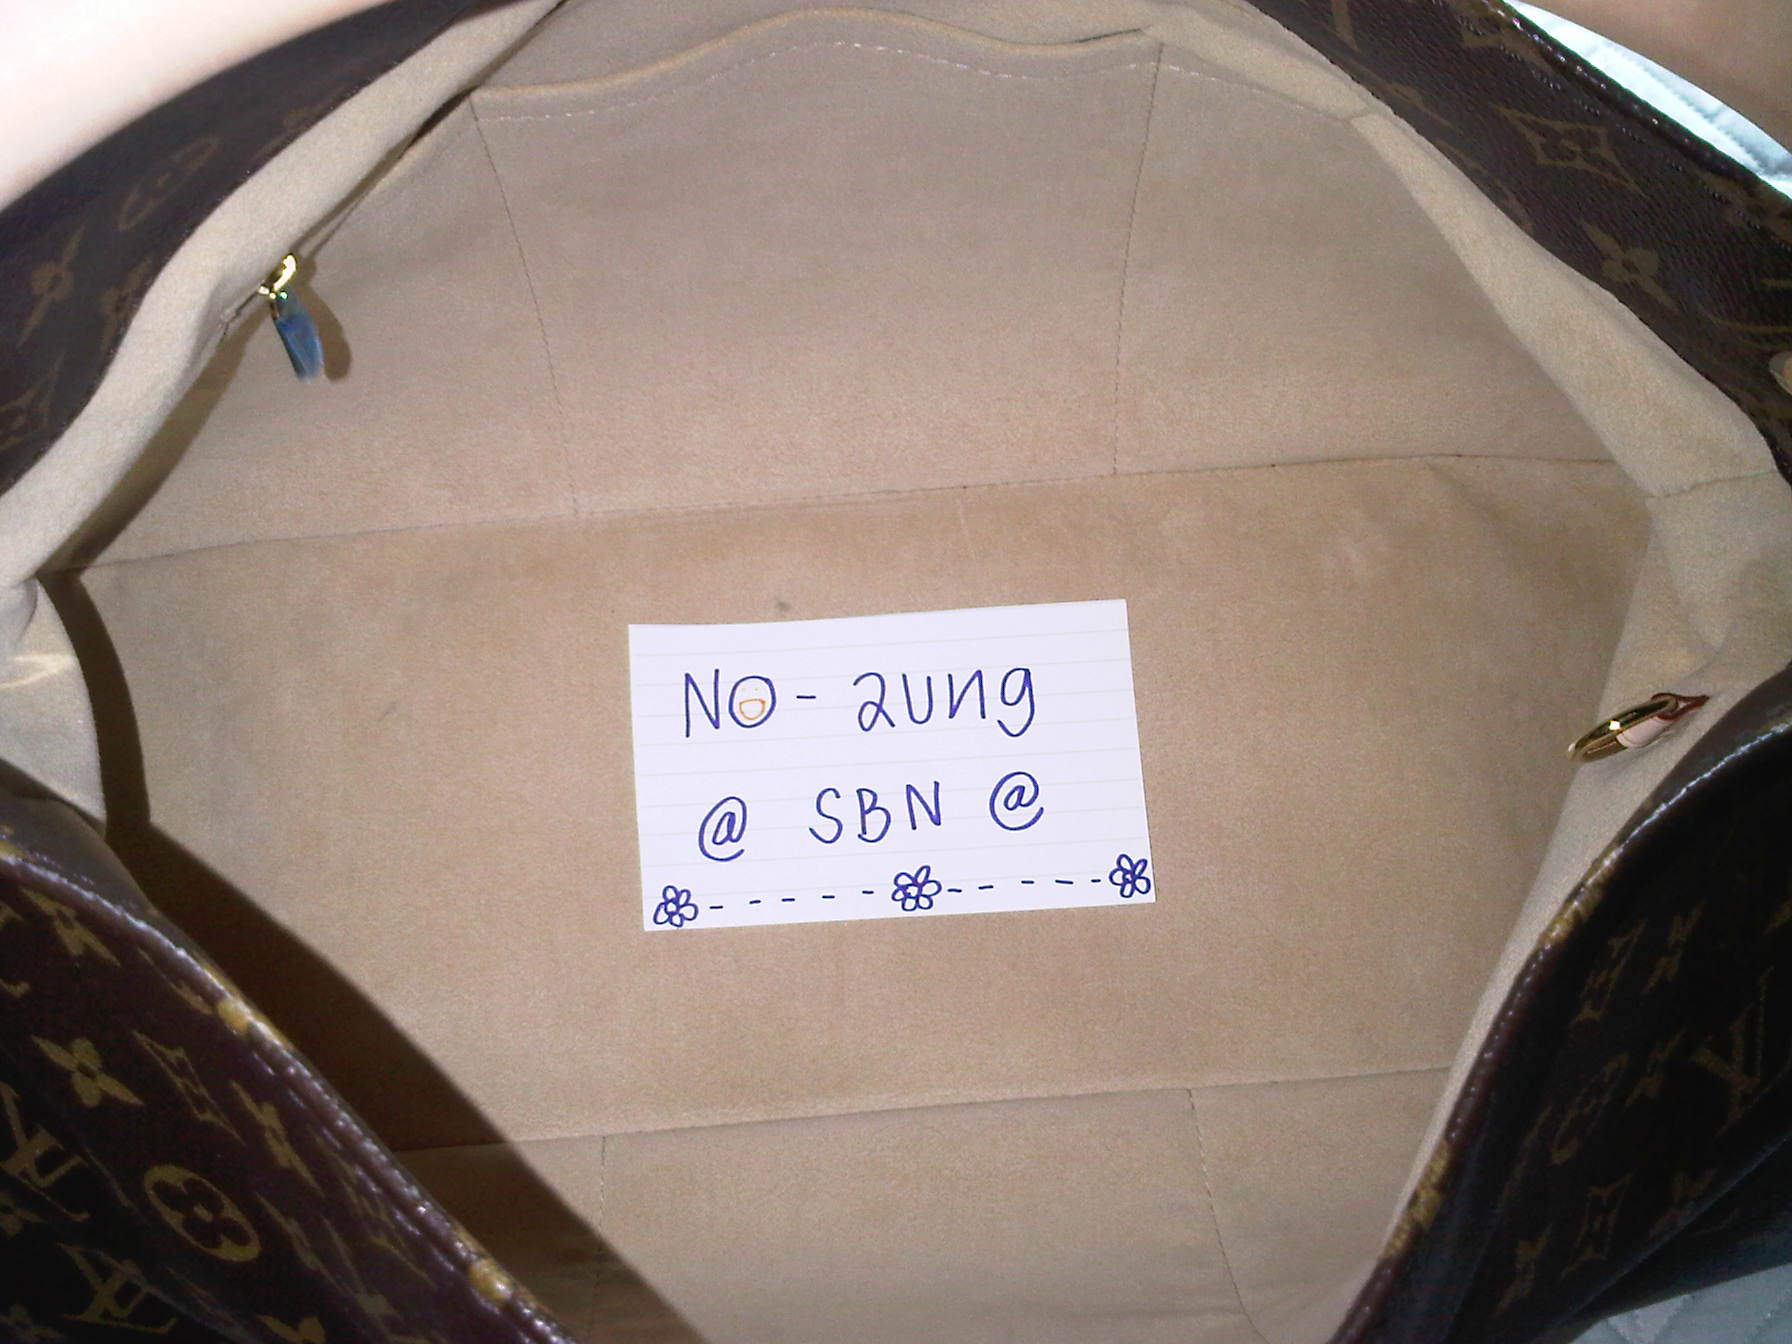 NO - 2ung
@ SBN @